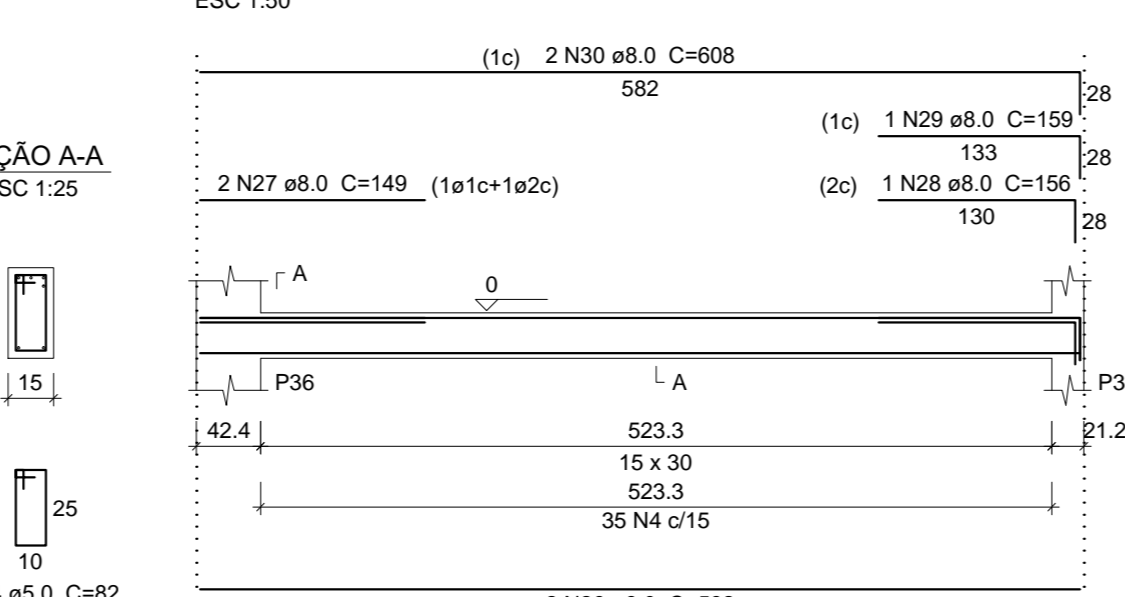 ESC 1:50
(1c) 2 N30 ø8.0 C=608
582
28
(1c) 1 N29 ø8.0 C=159
133
28
A-A
1:25
2 N27 ø8.0 C=149 (1ø1c+1ø2c)
(2c) 1 N28 ø8.0 C=156
130
28
A
0
15
P36
A
42.4
523.3
21.2
15 x 30
523.3
35 N4 c/15
25
10
ø5.0 C=82